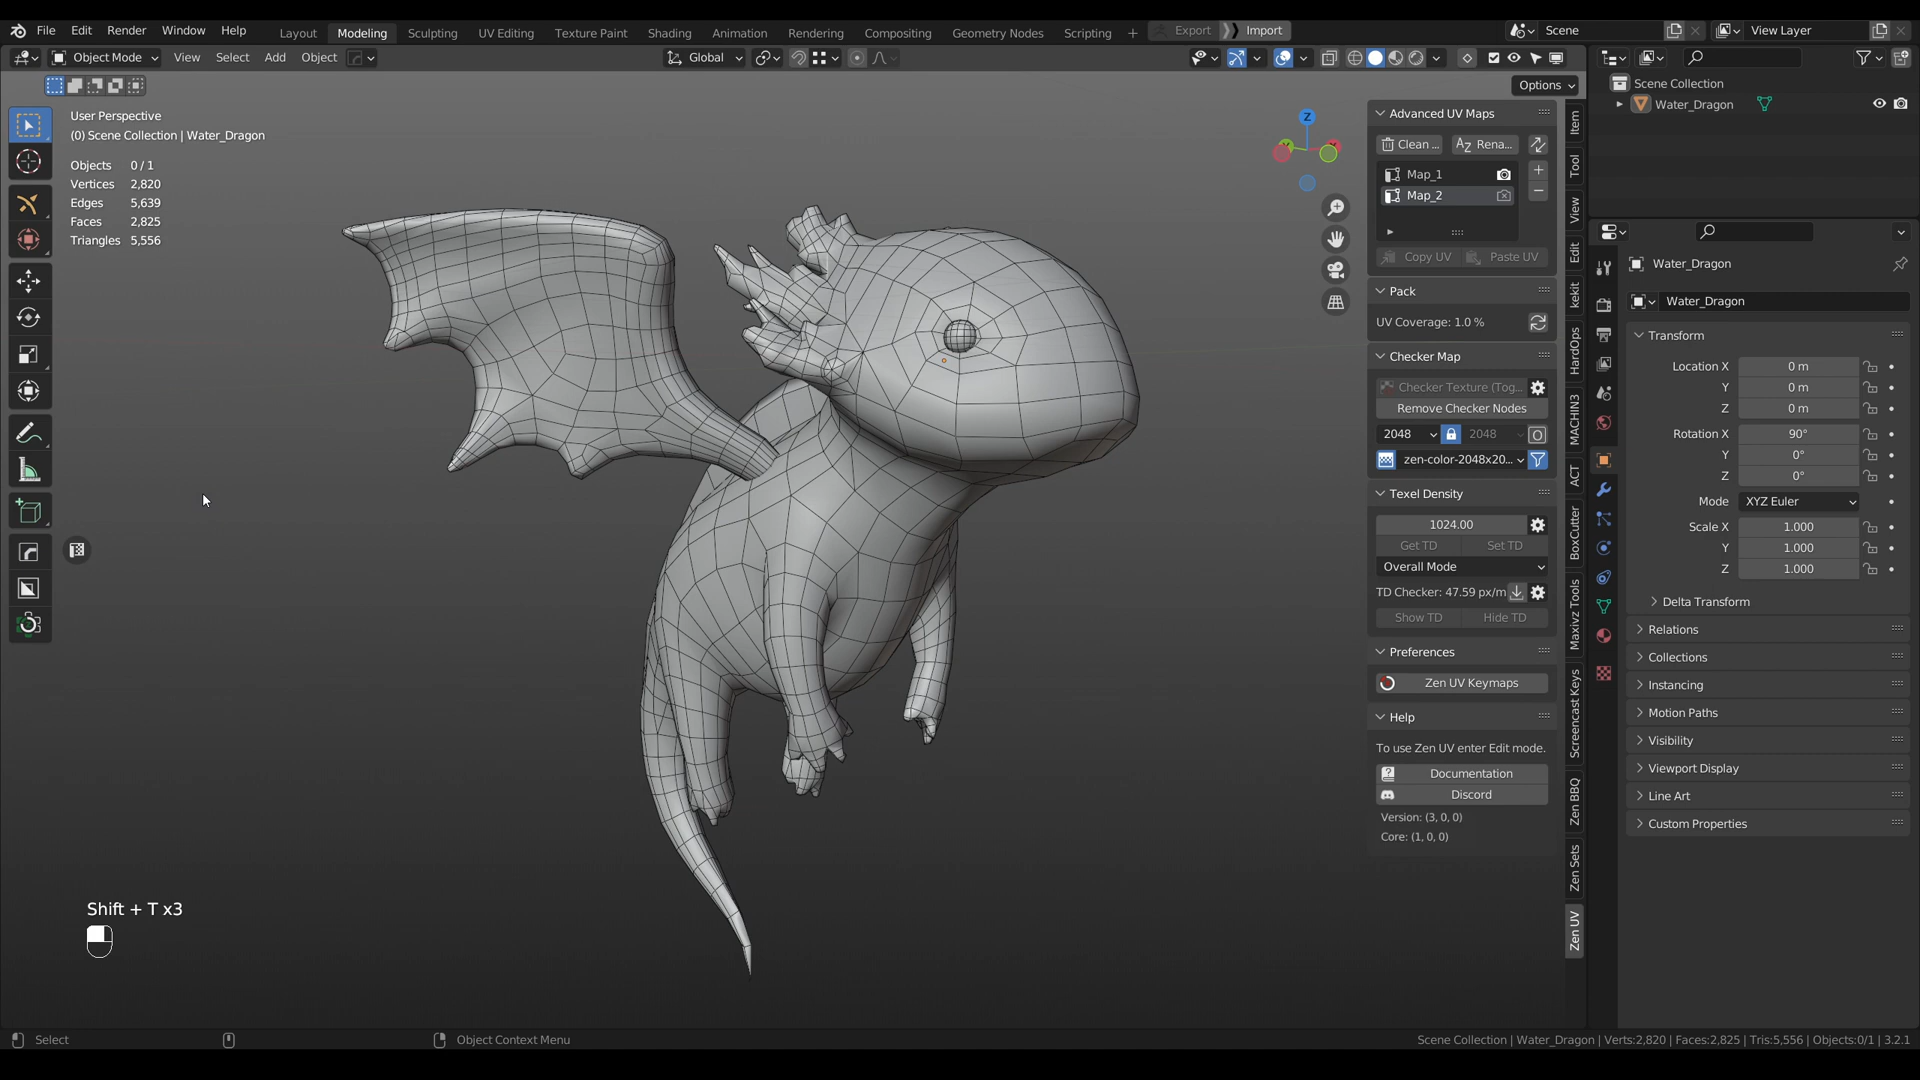 File Edit Render Window Help Layout Modeling Sculpting UV Editing Texture Paint Shading Animation Rendering Compositing Geometry Nodes Scripting + Export Import Scene View Layer
Object Mode View Select Add Object Global
Options
User Perspective
(0) Scene Collection | Water_Dragon
Objects 0 / 1
Vertices 2,820
Edges 5,639
Faces 2,825
Triangles 5,556
Z
Shift + T x3
Advanced UV Maps
Clean ... Rena...
Map_1
Map_2
Copy UV Paste UV
Pack
UV Coverage: 1.0 %
Checker Map
Checker Texture (Tog...
Remove Checker Nodes
2048 2048
zen-color-2048x20...
Texel Density
1024.00
Get TD Set TD
Overall Mode
TD Checker: 47.59 px/m
Show TD Hide TD
Preferences
Zen UV Keymaps
Help
To use Zen UV enter Edit mode.
Documentation
Discord
Version: (3, 0, 0)
Core: (1, 0, 0)
Item
Tool
View
Edit
kekit
HardOps
MACHIN3
ACT
BoxCutter
Maxivz Tools
Screencast Keys
Zen BBQ
Zen Sets
Zen UV
Scene Collection
Water_Dragon
Water_Dragon
Water_Dragon
Transform
Location X 0 m
Y 0 m
Z 0 m
Rotation X 90°
Y 0°
Z 0°
Mode XYZ Euler
Scale X 1.000
Y 1.000
Z 1.000
Delta Transform
Relations
Collections
Instancing
Motion Paths
Visibility
Viewport Display
Line Art
Custom Properties
Select Object Context Menu Scene Collection | Water_Dragon | Verts:2,820 | Faces:2,825 | Tris:5,556 | Objects:0/1 | 3.2.1